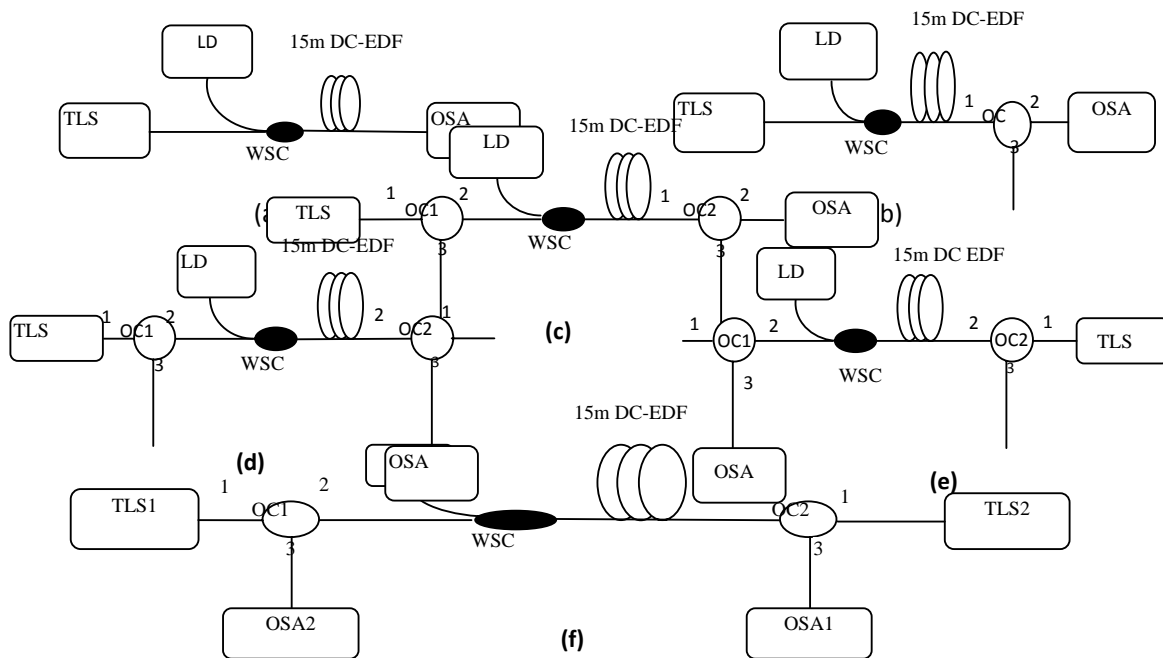 LD
15m DC-EDF
TLS
WSC
OSA
LD
15m DC-EDF
TLS
WSC
1
OC
2
3
OSA
(a
LD
15m DC-EDF
TLS
1
OC1
2
3
WSC
1
OC2
2
3
OSA
b)
(c)
15m DC-EDF
LD
TLS
1
OC1
2
3
WSC
2
OC2
1
3
OSA
(d)
LD
15m DC EDF
1
OC1
2
3
WSC
2
OC2
1
3
TLS
OSA
(e)
15m DC-EDF
TLS1
1
OC1
2
3
WSC
OC2
1
3
TLS2
OSA2
OSA1
(f)